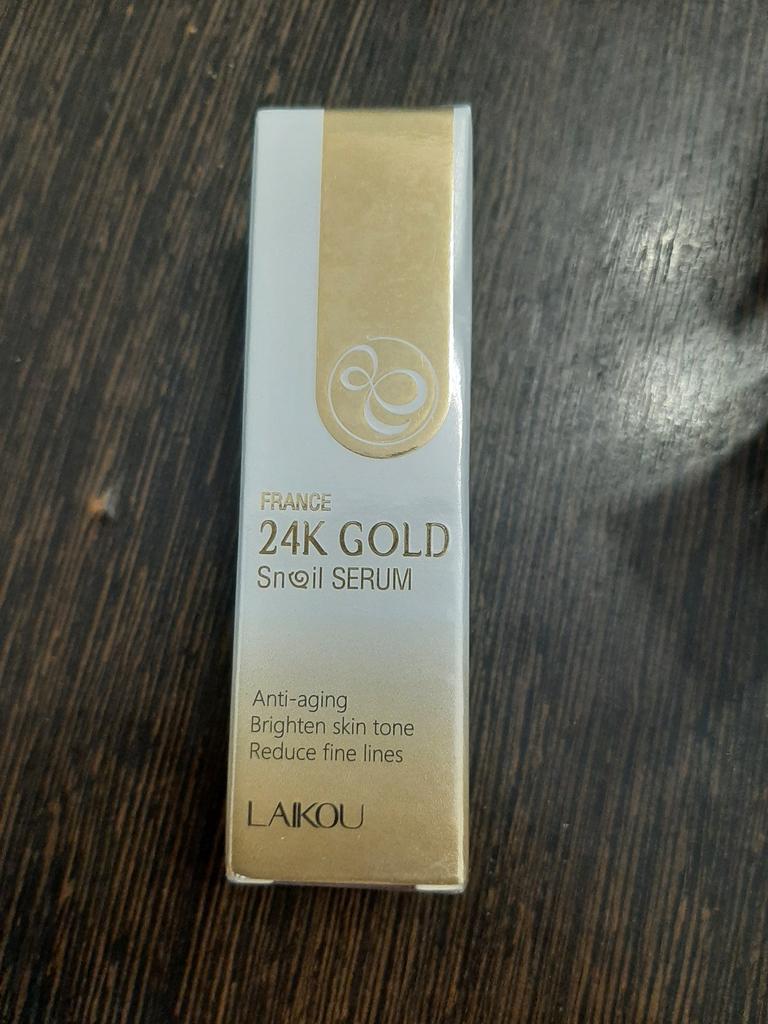 FRANCE
24K GOLD
Snail SERUM
Anti-aging
Brighten skin tone
Reduce fine lines
LAIKOU